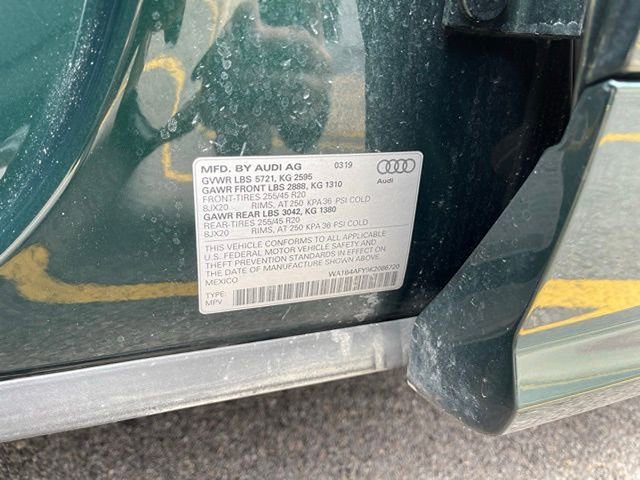 MFD. BY AUDI AG 0319
GVWR LBS 5721, KG 2595
GAWR FRONT LBS 2888, KG 1310
FRONT-TIRES 255/45 R20
8JX20 RIMS, AT 250 KPA36 PSI COLD
GAWR REAR LBS 3042, KG 1380
REAR-TIRES 255/45 R20
8JX20 RIMS, AT 250 KPA 36 PSI COLD
Audi
THIS VEHICLE CONFORMS TO ALL APPLICABLE
U.S. FEDERAL MOTOR VEHICLE SAFETY AND
THEFT PREVENTION STANDARDS IN EFFECT ON
THE DATE OF MANUFACTURE SHOWN ABOVE
MEXICO WA1B4AFY9K2086720
TYPE:
MPV